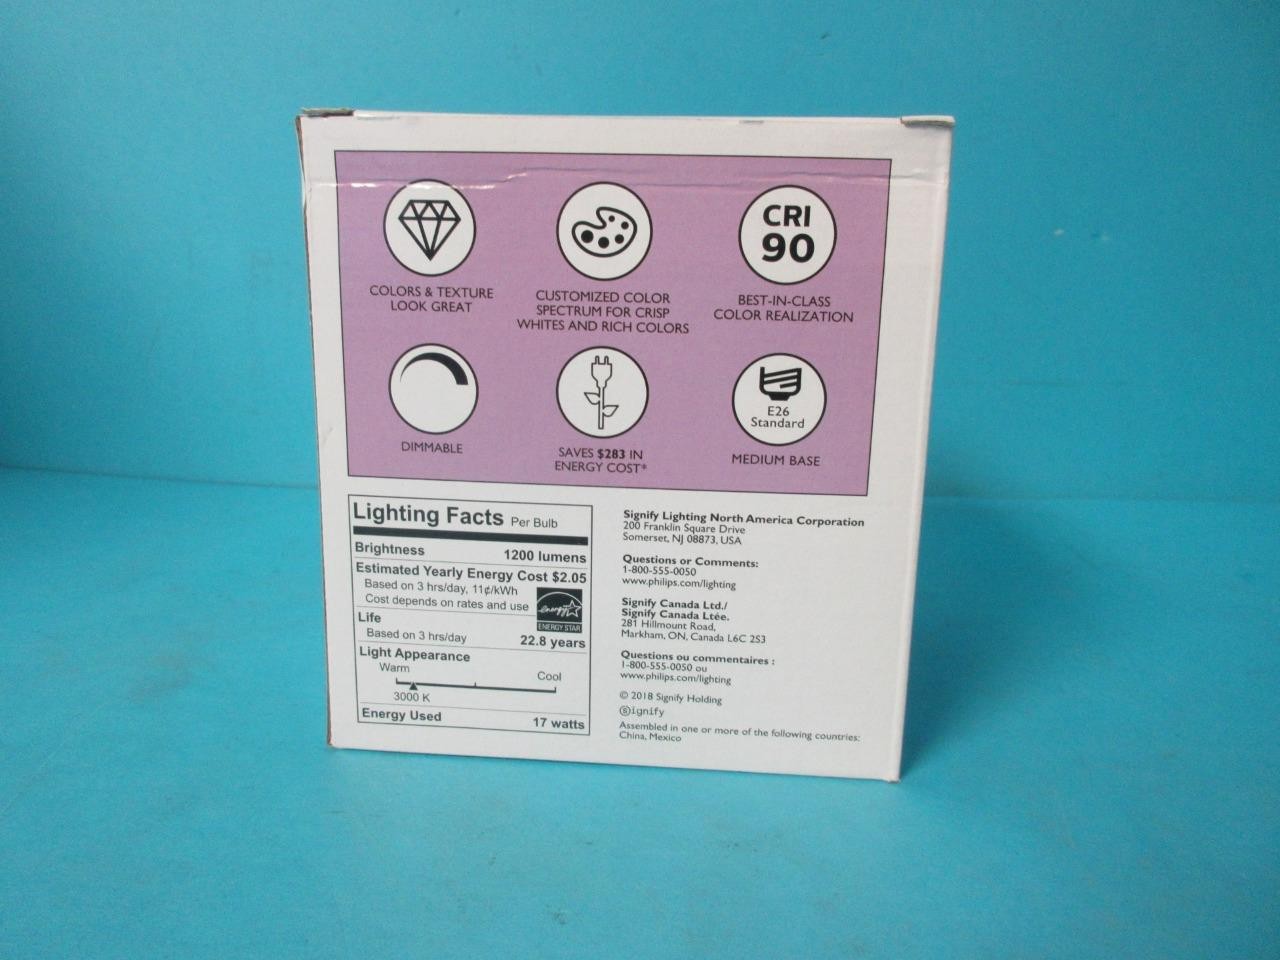 COLORS & TEXTURE
LOOK GREAT
CUSTOMIZED COLOR
SPECTRUM FOR CRISP
WHITES AND RICH COLORS
CRI
90
BEST-IN-CLASS
COLOR REALIZATION
DIMMABLE
SAVES $283 IN
ENERGY COST*
E26
Standard
MEDIUM BASE
Lighting Facts Per Bulb
Brightness 1200 lumens
Estimated Yearly Energy Cost $2.05
Based on 3 hrs/day, 11¢/kWh
Cost depends on rates and use
energy
ENERGY STAR
Life
Based on 3 hrs/day 22.8 years
Light Appearance
Warm Cool
3000 K
Energy Used 17 watts
Signify Lighting North America Corporation
200 Franklin Square Drive
Somerset, NJ 08873, USA
Questions or Comments:
1-800-555-0050
www.philips.com/lighting
Signify Canada Ltd./
Signify Canada Ltée.
281 Hillmount Road,
Markham, ON, Canada L6C 2S3
Questions ou commentaires :
1-800-555-0050 ou
www.philips.com/lighting
© 2018 Signify Holding
Signify
Assembled in one or more of the following countries:
China, Mexico